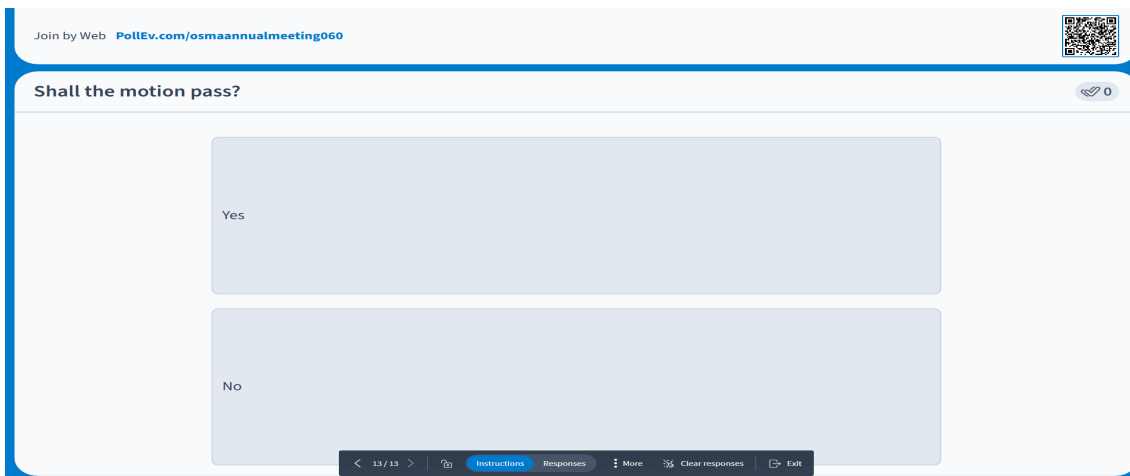 Join by Web PollEv.com/osmaannualmeeting060
Shall the motion pass?
0
Yes
No
13 / 13 Instructions Responses More Clear responses Exit